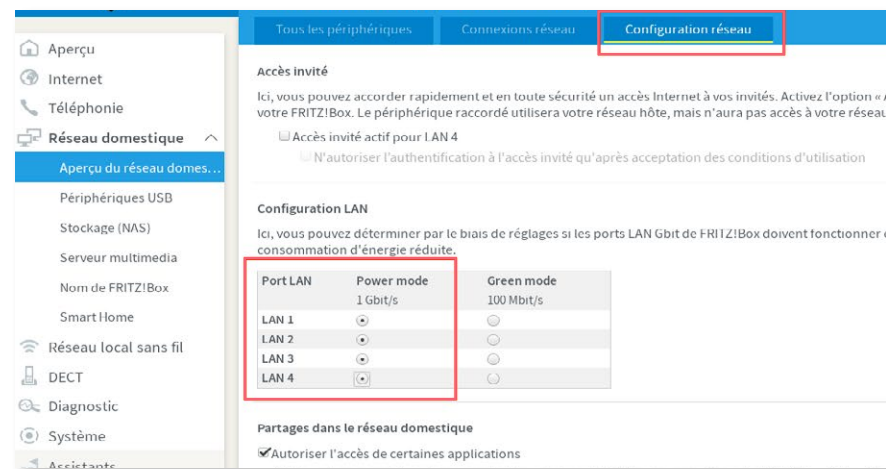 Tous les périphériques Connexions réseau Configuration réseau
Aperçu
Internet
Téléphonie
Réseau domestique
Aperçu du réseau domes...
Périphériques USB
Stockage (NAS)
Serveur multimedia
Nom de FRITZ!Box
Smart Home
Réseau local sans fil
DECT
Diagnostic
Système
Assistants
Accès invité
Ici, vous pouvez accorder rapidement et en toute sécurité un accès Internet à vos invités. Activez l'option «
votre FRITZ!Box. Le périphérique raccordé utilisera votre réseau hôte, mais n'aura pas accès à votre réseau
Accès invité actif pour LAN 4
N'autoriser l'authentification à l'accès invité qu'après acceptation des conditions d'utilisation
Configuration LAN
Ici, vous pouvez déterminer par le biais de réglages si les ports LAN Gbit de FRITZ!Box doivent fonctionner
consommation d'énergie réduite.
Port LAN Power mode Green mode
1 Gbit/s 100 Mbit/s
LAN 1
LAN 2
LAN 3
LAN 4
Partages dans le réseau domestique
Autoriser l'accès de certaines applications